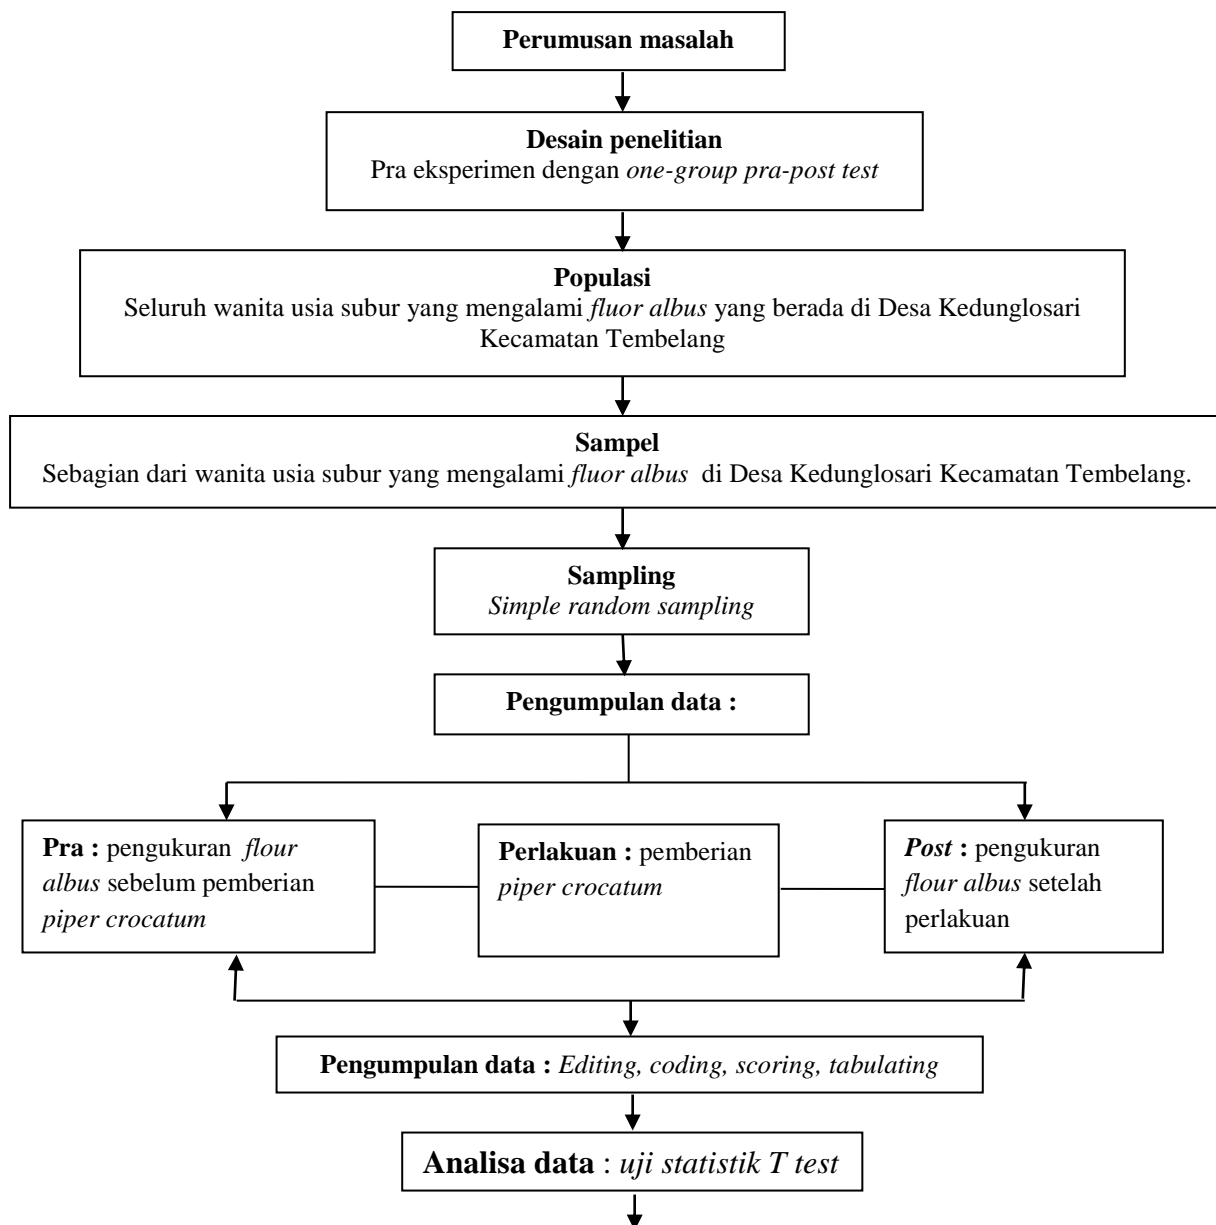 Perumusan masalah
Desain penelitian
Pra eksperimen dengan one-group pra-post test
Populasi
Seluruh wanita usia subur yang mengalami fluor albus yang berada di Desa Kedunglosari
Kecamatan Tembelang
Sampel
Sebagian dari wanita usia subur yang mengalami fluor albus di Desa Kedunglosari Kecamatan Tembelang.
Sampling
Simple random sampling
Pengumpulan data :
Pra : pengukuran flour
albus sebelum pemberian
piper crocatum
Perlakuan : pemberian
piper crocatum
Post : pengukuran
flour albus setelah
perlakuan
Pengumpulan data : Editing, coding, scoring, tabulating
Analisa data : uji statistik T test